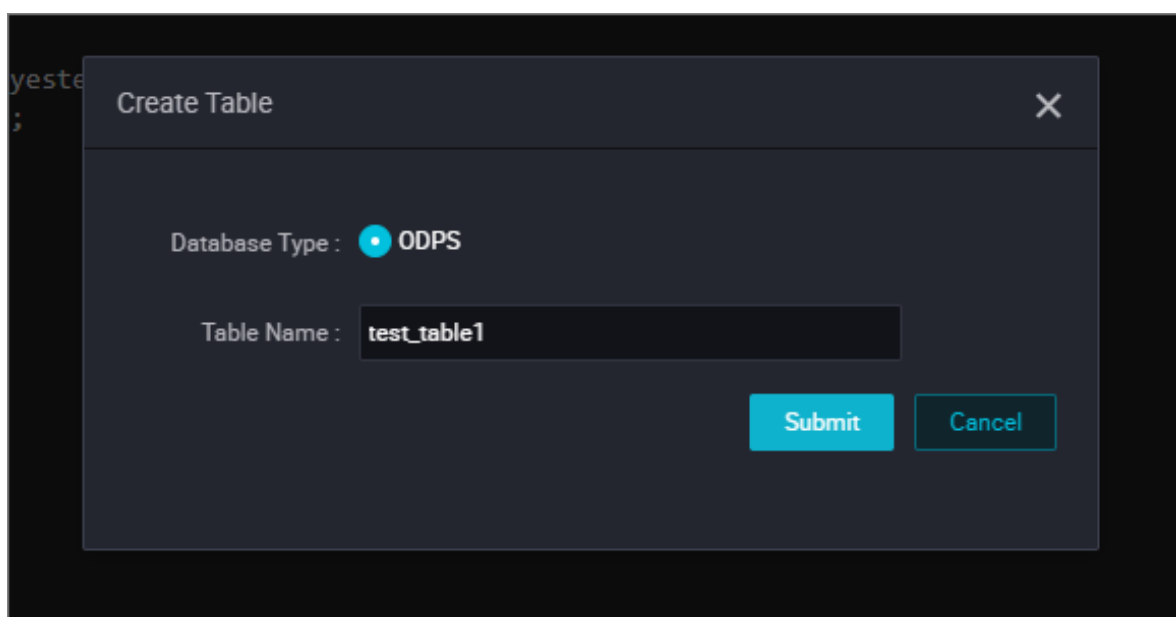 yeste
;
Create Table
Database Type : ODPS
Table Name : test_table1
Submit Cancel